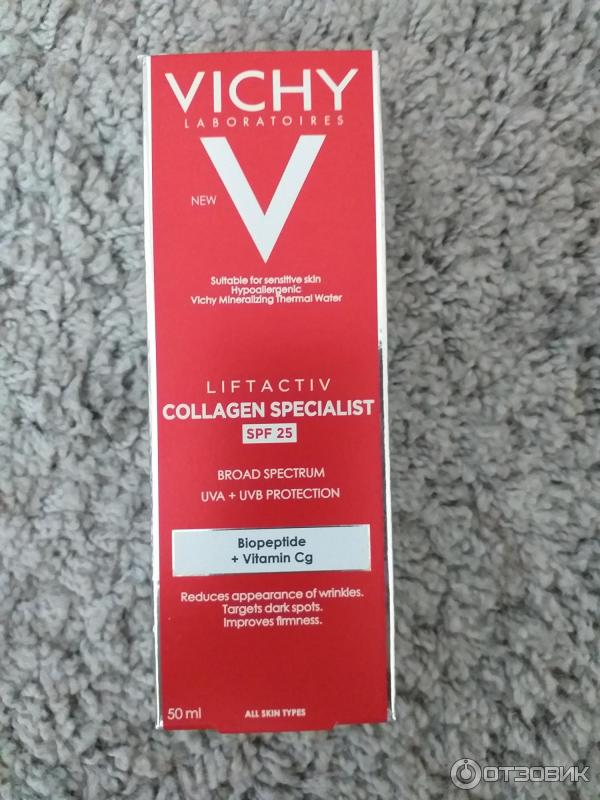 VICHY
LABORATOIRES
V
NEW
Suitable for sensitive skin
Hypoallergenic
Vichy Mineralizing Thermal Water
LIFTACTIV
COLLAGEN SPECIALIST
SPF 25
BROAD SPECTRUM
UVA + UVB PROTECTION
Biopeptide
+ Vitamin Cg
Reduces appearance of wrinkles.
Targets dark spots.
Improves firmness.
50 ml ALL SKIN TYPES
ОТЗОВИК